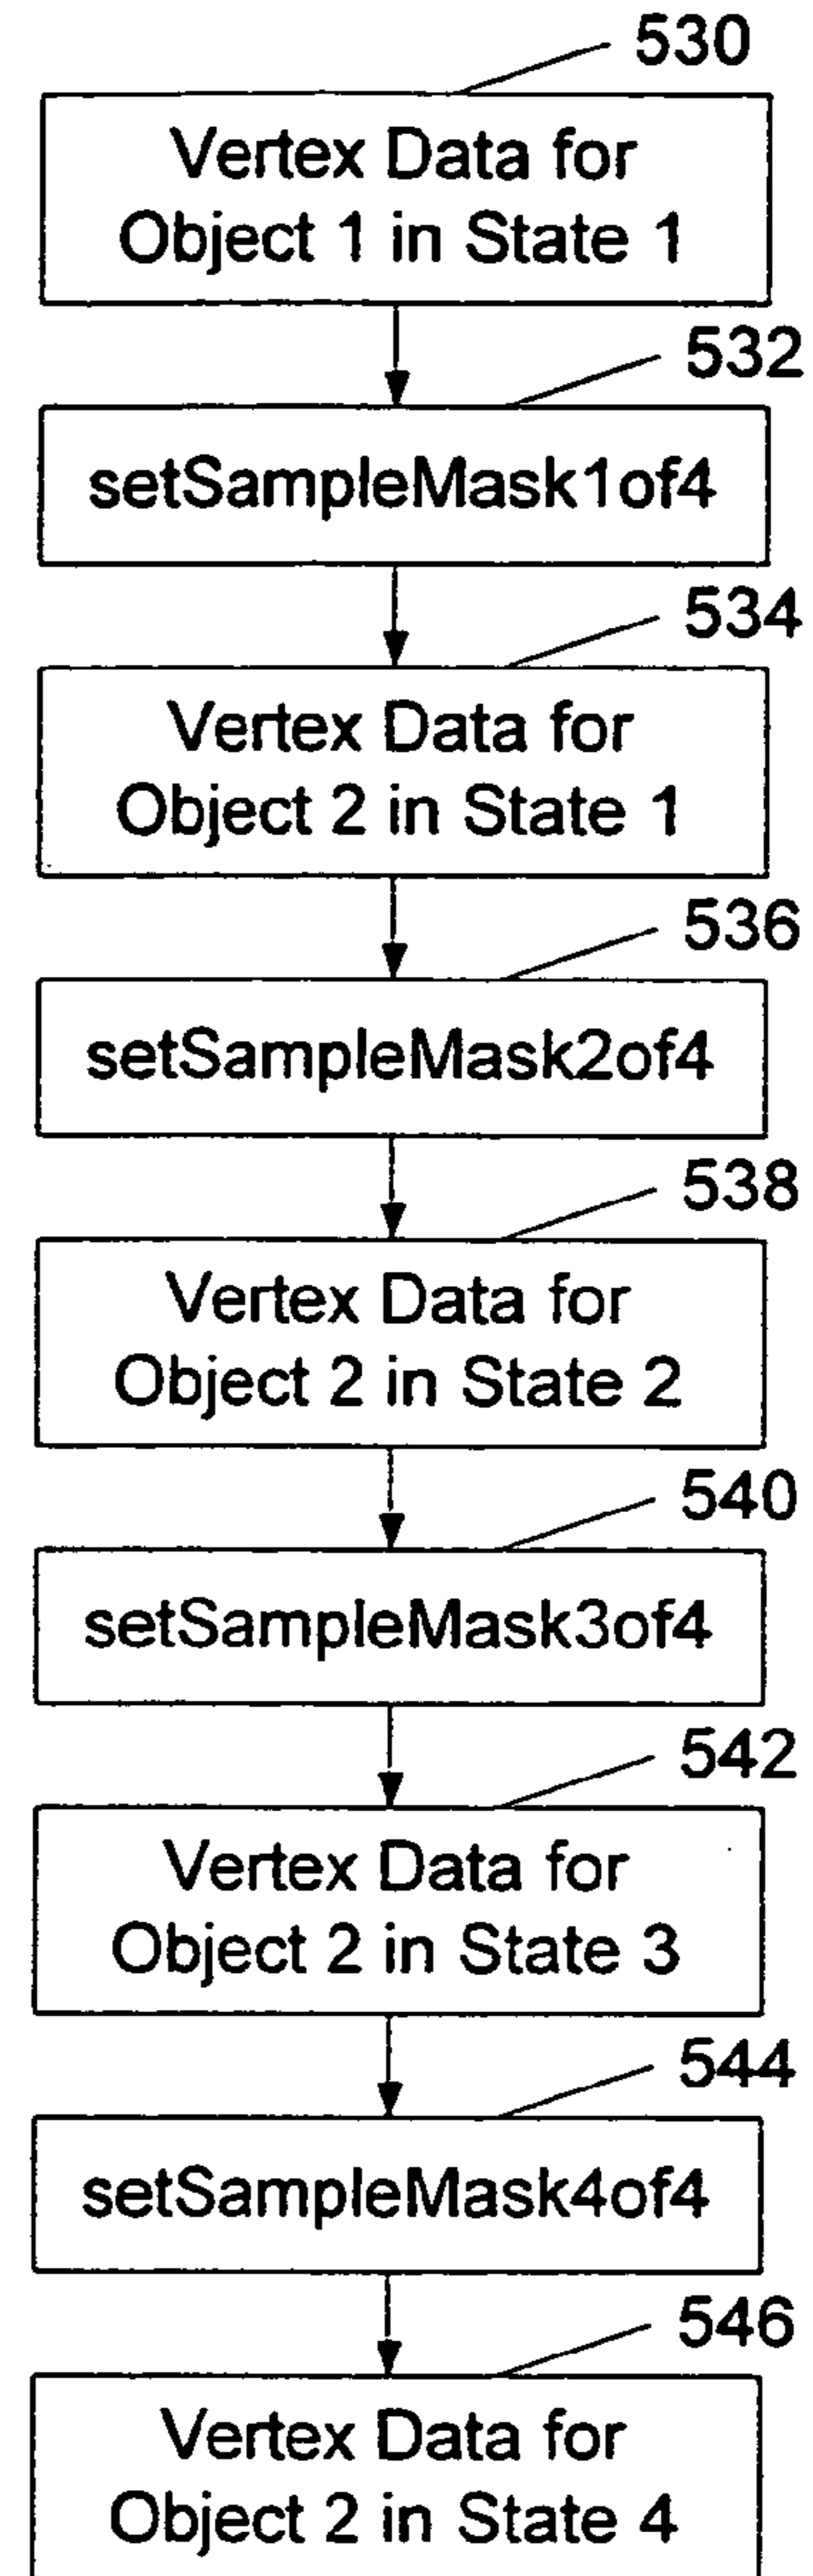 530
Vertex Data for
Object 1 in State 1
532
setSampleMask1of4
534
Vertex Data for
Object 2 in State 1
536
setSampleMask2of4
538
Vertex Data for
Object 2 in State 2
540
setSampleMask3of4
542
Vertex Data for
Object 2 in State 3
544
setSampleMask4of4
546
Vertex Data for
Object 2 in State 4